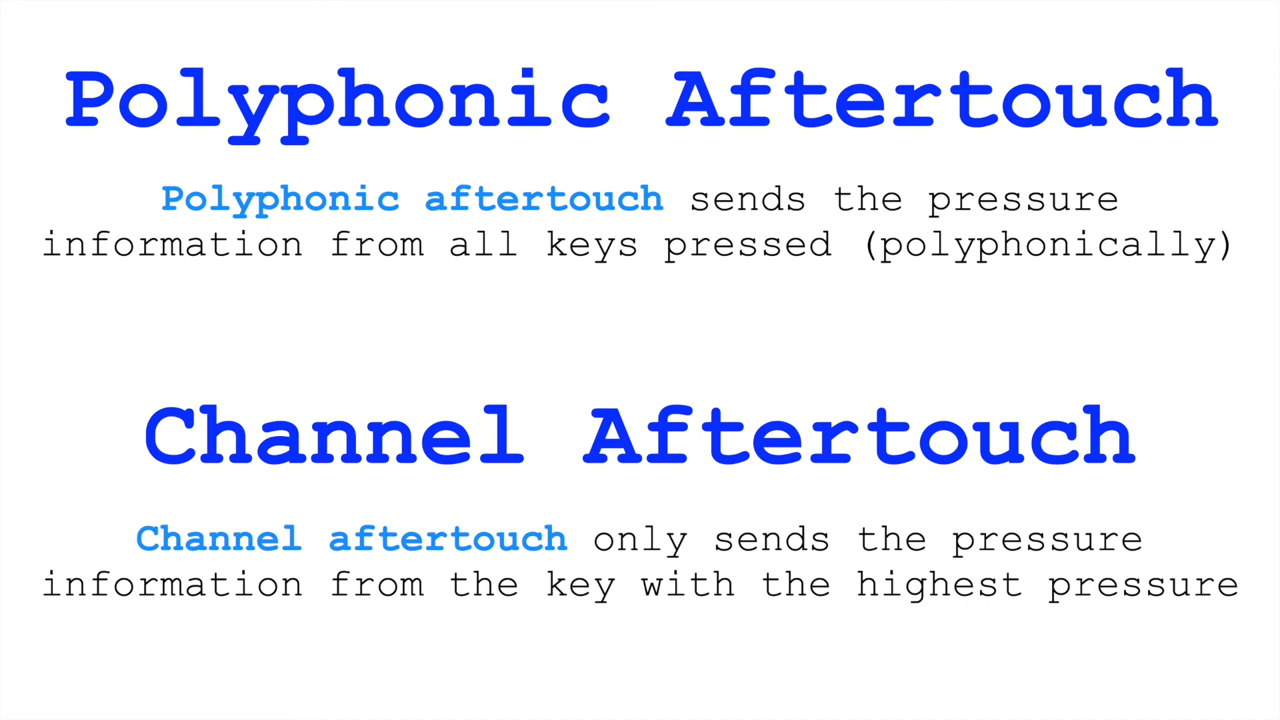 Polyphonic Aftertouch
Polyphonic aftertouch sends the pressure
information from all keys pressed (polyphonically)
Channel Aftertouch
Channel aftertouch only sends the pressure
information from the key with the highest pressure